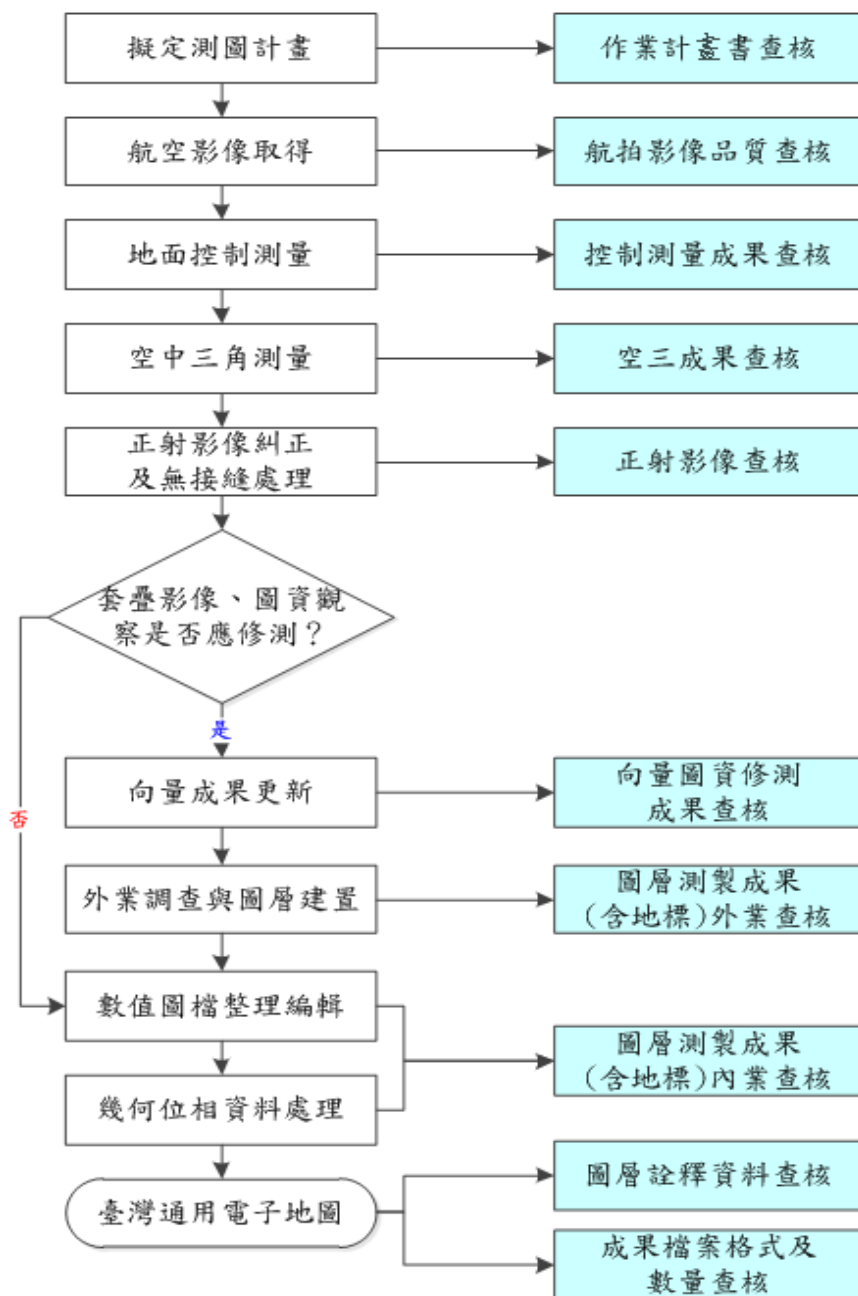 擬定測圖計畫
作業計畫書查核
航空影像取得
航拍影像品質查核
地面控制測量
控制測量成果查核
空中三角測量
空三成果查核
正射影像糾正
及無接縫處理
正射影像查核
套疊影像、圖資觀
察是否應修測？
是
否
向量成果更新
向量圖資修測
成果查核
外業調查與圖層建置
圖層測製成果
(含地標)外業查核
數值圖檔整理編輯
幾何位相資料處理
圖層測製成果
(含地標)內業查核
臺灣通用電子地圖
圖層詮釋資料查核
成果檔案格式及
數量查核